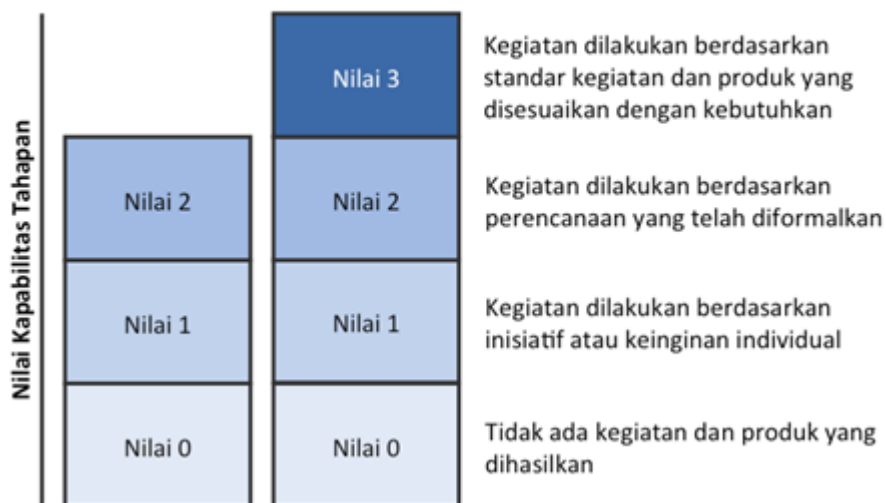 Nilai Kapabilitas Tahapan
Nilai 3
Kegiatan dilakukan berdasarkan
standar kegiatan dan produk yang
disesuaikan dengan kebutuhkan
Nilai 2
Nilai 2
Kegiatan dilakukan berdasarkan
perencanaan yang telah diformalkan
Nilai 1
Nilai 1
Kegiatan dilakukan berdasarkan
inisiatif atau keinginan individual
Nilai 0
Nilai 0
Tidak ada kegiatan dan produk yang
dihasilkan